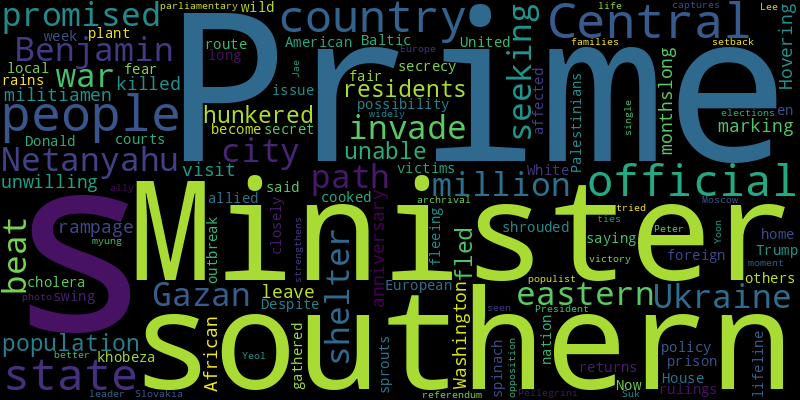 promised
parliamentary
wild
country
Prime
seeking
Central
life
captures
Lee
week
plant
Benjamin
route
American
Baltic
United
families
setback
Hovering
local
war
long
Europe
fear
rains
killed
Jae
fair
secrecy
residents
affected
Palestinians
monthslong
militiamen
issue
possibility
widely
single
people
hunkered
invade
elections
en
marking
Donald
courts
become
secret
city
unable
Netanyahu
visit
path
victims
White
official
unwilling
million
ally
allied
said
cooked
archrival
tried
Moscow
Minister
S
beat
rampage
outbreak
closely
strengthens
anniversary
fleeing
shrouded
ties
Peter
Yoon
home
saying
foreign
Trump
myung
shelter
fled
victory
moment
cholera
photo
swing
Gazan
leave
European
populist
eastern
Ukraine
others
Despite
Washington
seen
President
southern
population
African
gathered
nation
policy
lifeline
better
khobeza
Yeol
sprouts
spinach
opposition
prison
returns
House
state
Now
rulings
leader
Slovakia
referendum
Pellegrini
Suk